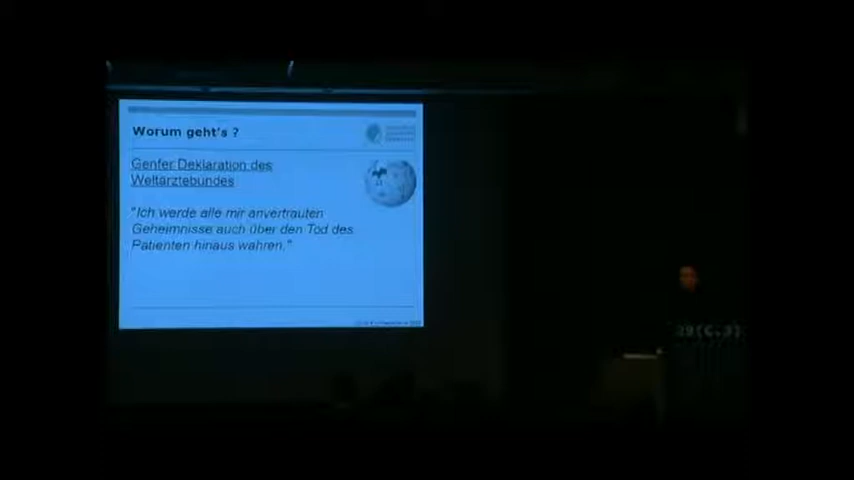 Worum geht's ?
Genfer Deklaration des
Weltärztebundes
"Ich werde alle mir anvertrauten
Geheimnisse auch über den Tod des
Patienten hinaus wahren."